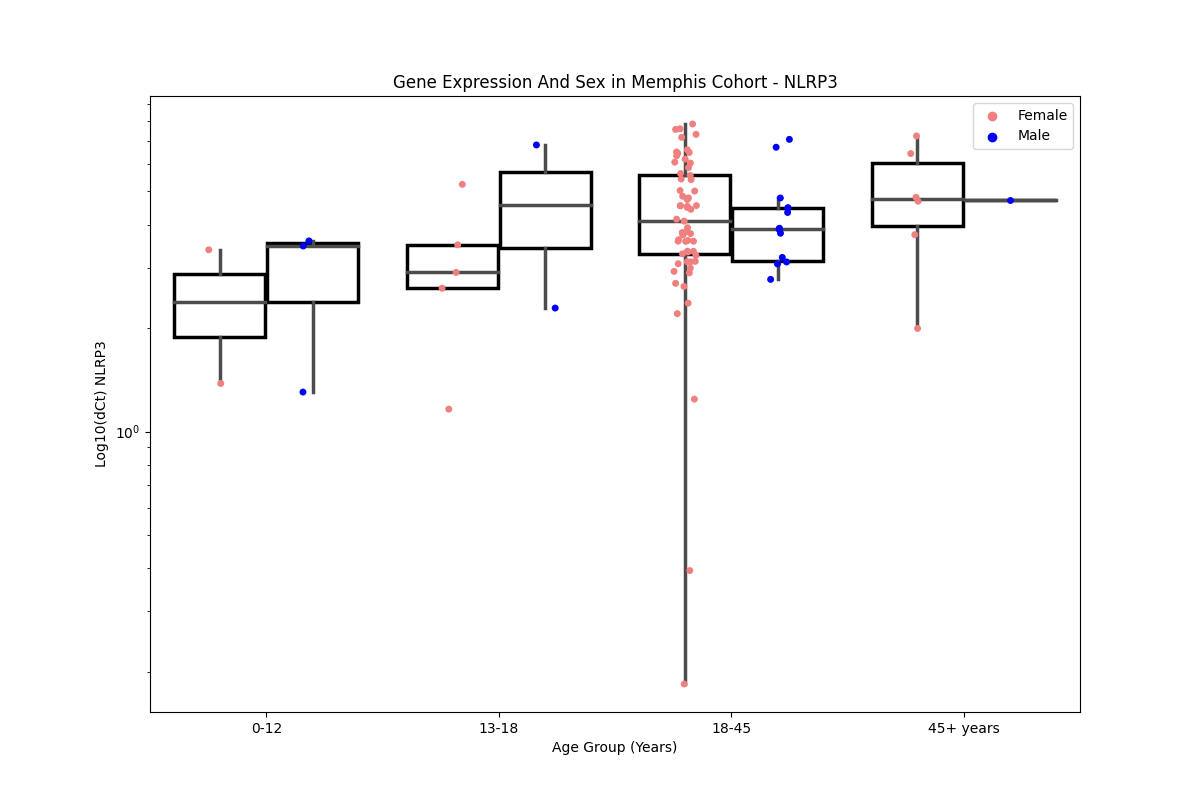 Gene Expression And Sex in Memphis Cohort - NLRP3
Female
Male
Log10(dCt) NLRP3
10⁰
0-12
13-18
18-45
45+ years
Age Group (Years)